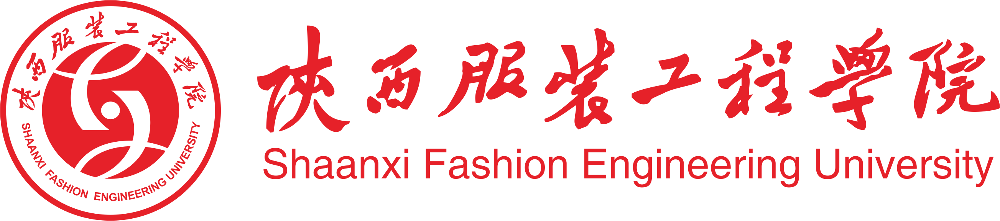 陕西服装工程学院
SHAANXI FASHION ENGINEERING UNIVERSITY
陕西服装工程学院
Shaanxi Fashion Engineering University